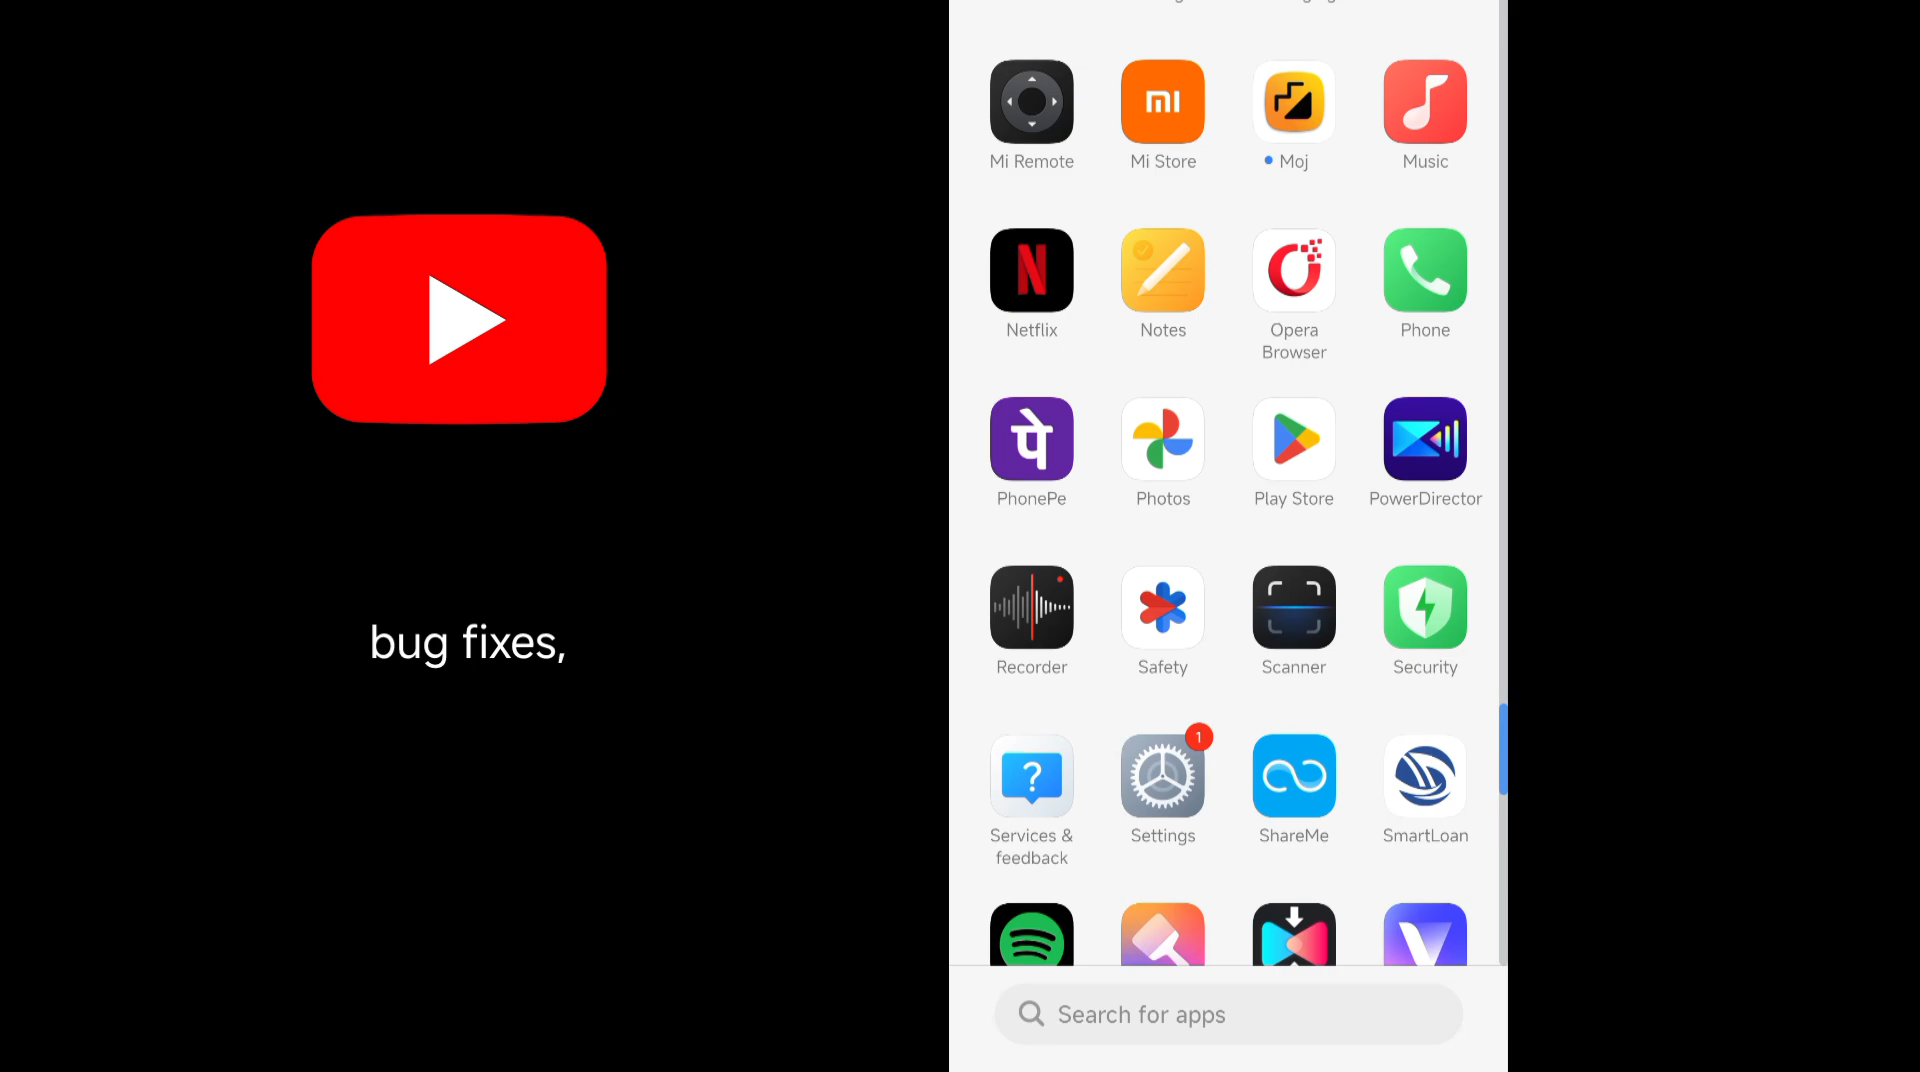 bug fixes,
Mi Remote
Mi Store
Moj
Music
Netflix
Notes
Opera
Browser
Phone
पे
PhonePe
Photos
Play Store
PowerDirector
Recorder
Safety
Scanner
Security
?
1
Services &
feedback
Settings
ShareMe
SmartLoan
Search for apps